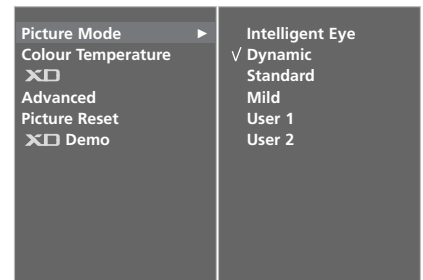 Picture Mode ►
Colour Temperature
XD
Advanced
Picture Reset
XD Demo
Intelligent Eye
√ Dynamic
Standard
Mild
User 1
User 2